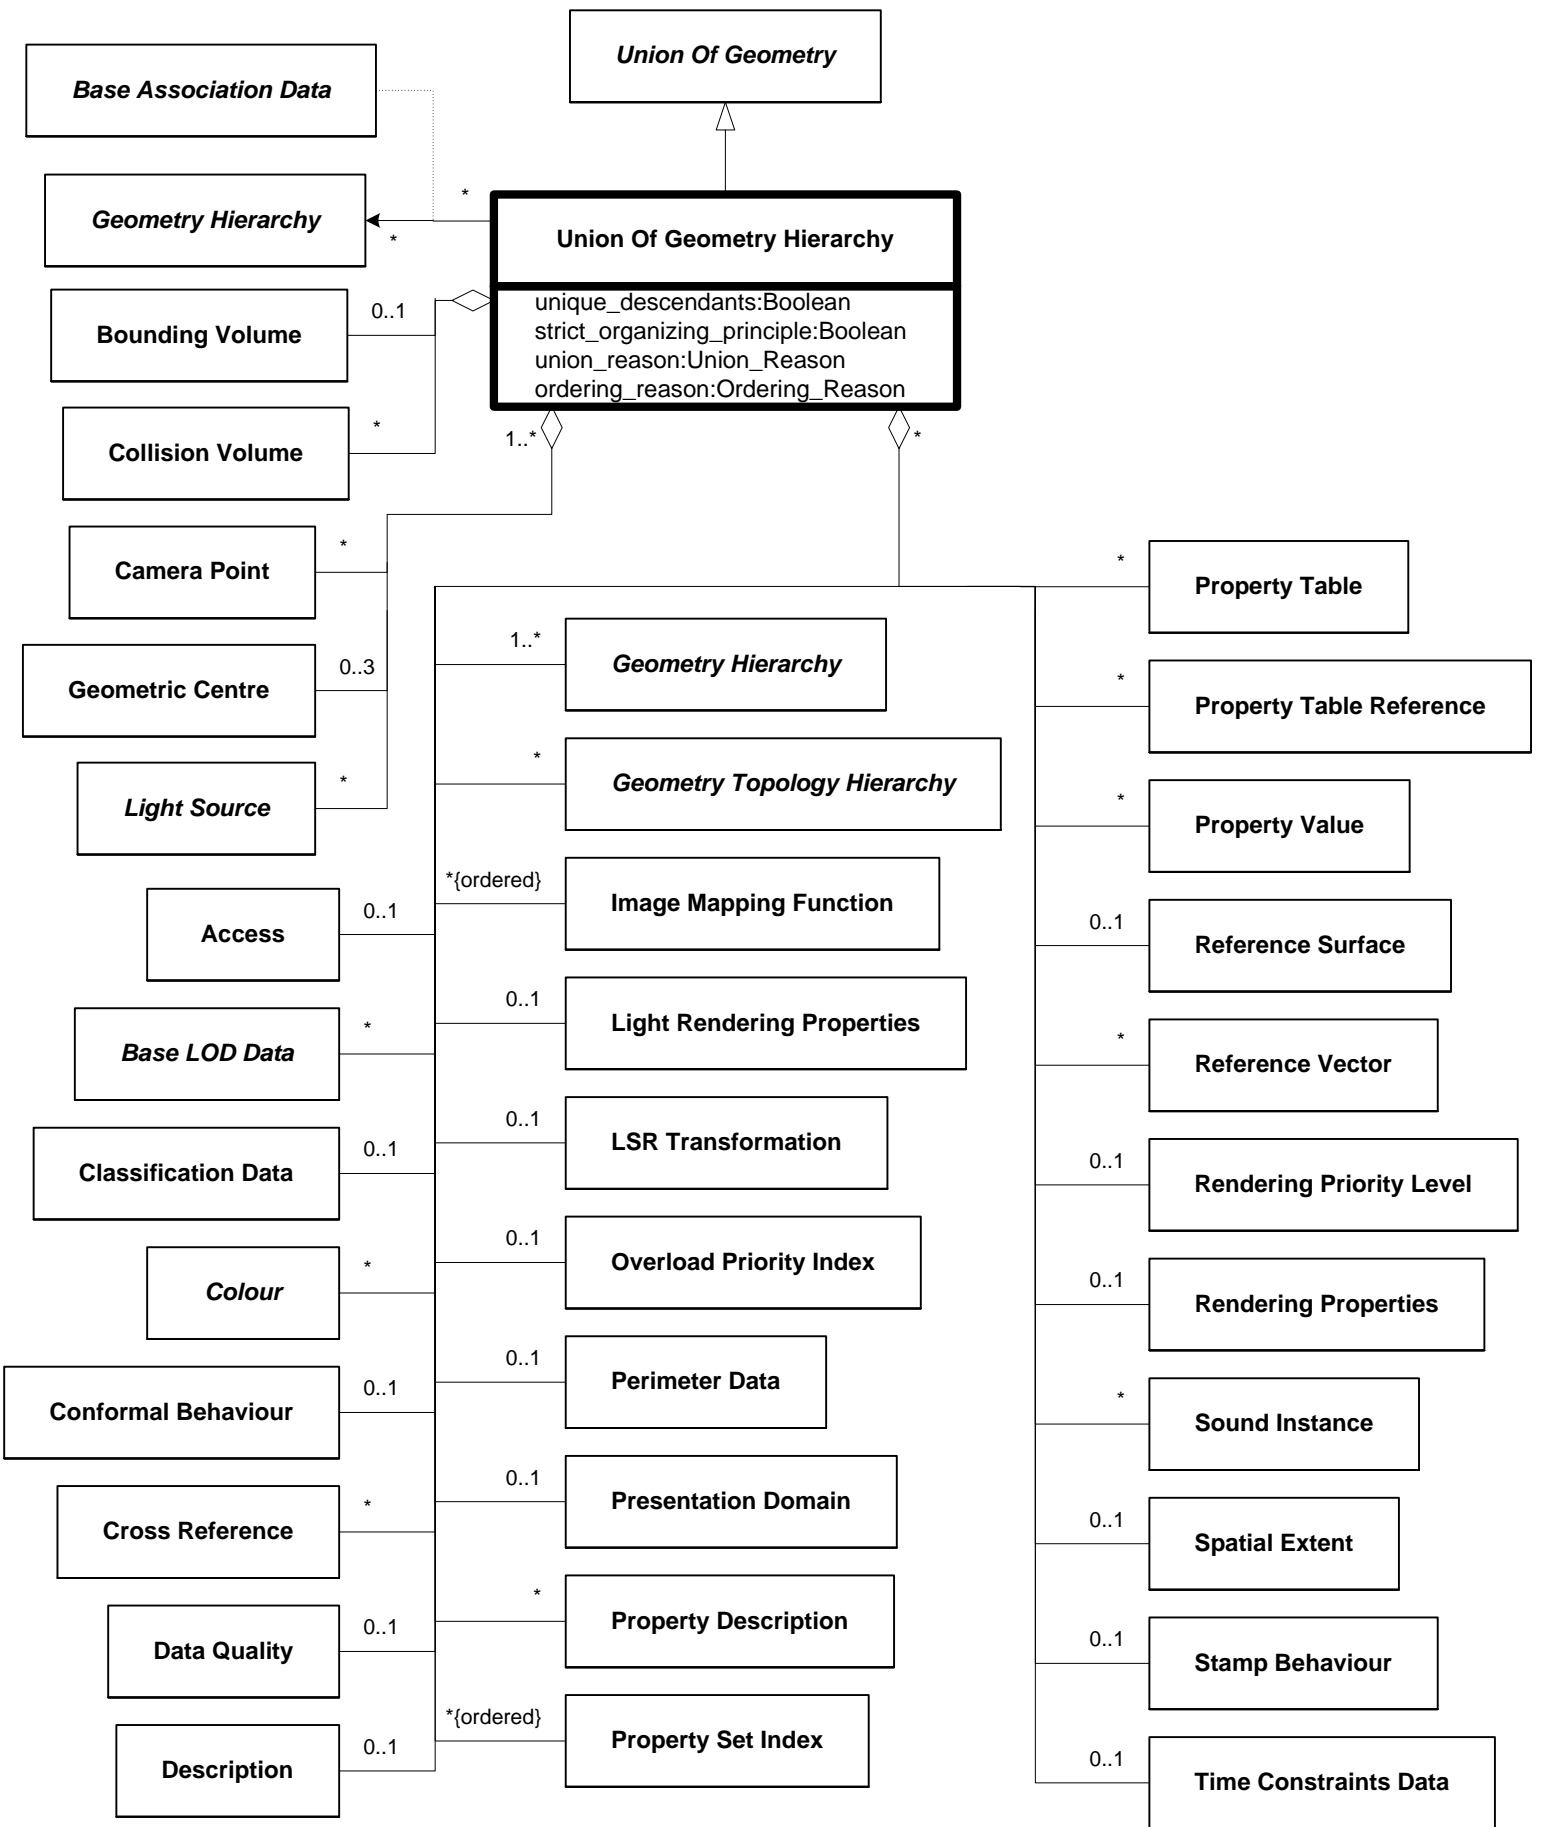 Union Of Geometry
Base Association Data
Geometry Hierarchy
*
*
Union Of Geometry Hierarchy
unique_descendants:Boolean
strict_organizing_principle:Boolean
union_reason:Union_Reason
ordering_reason:Ordering_Reason
Bounding Volume
0..1
Collision Volume
*
1..*
*
Camera Point
*
Geometric Centre
0..3
Light Source
*
Access
0..1
Base LOD Data
*
Classification Data
0..1
Colour
*
Conformal Behaviour
0..1
Cross Reference
*
Data Quality
0..1
Description
0..1
1..*
Geometry Hierarchy
*
Geometry Topology Hierarchy
*{ordered}
Image Mapping Function
0..1
Light Rendering Properties
0..1
LSR Transformation
0..1
Overload Priority Index
0..1
Perimeter Data
0..1
Presentation Domain
*
Property Description
*{ordered}
Property Set Index
*
Property Table
*
Property Table Reference
*
Property Value
0..1
Reference Surface
*
Reference Vector
0..1
Rendering Priority Level
0..1
Rendering Properties
*
Sound Instance
0..1
Spatial Extent
0..1
Stamp Behaviour
0..1
Time Constraints Data